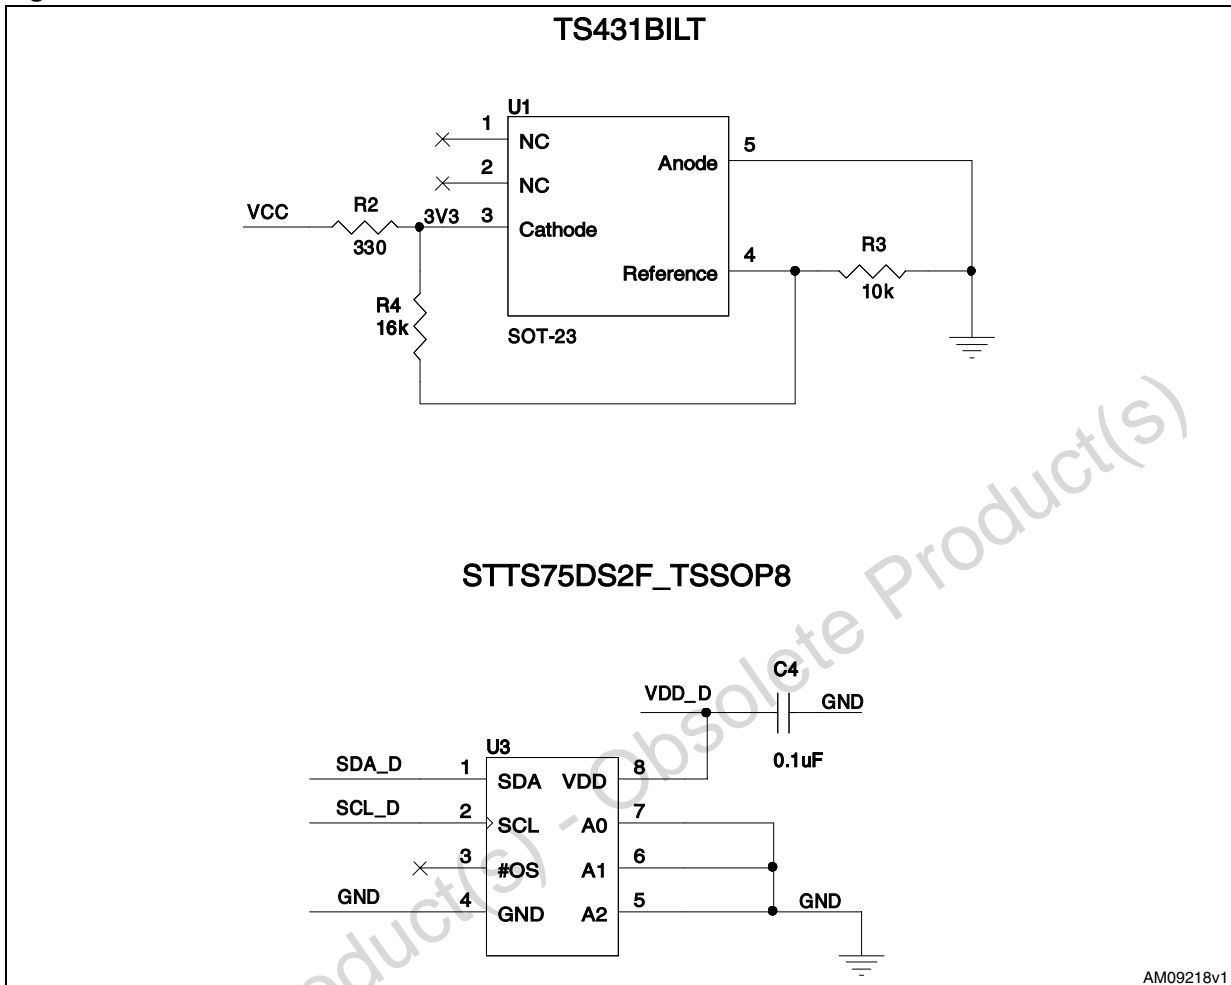 TS431BILT
U1
1
NC
2
NC
3V3
3
Cathode
5
Anode
4
Reference
VCC
R2
330
R4
16k
R3
10k
SOT-23
STTS75DS2F_TSSOP8
C4
VDD_D
GND
0.1uF
U3
SDA_D
1
SDA
VDD
8
SCL_D
2
SCL
A0
7
3
#OS
A1
6
GND
4
GND
A2
5
GND
oduct(s) - Obsolete Product(s)
AM09218v1